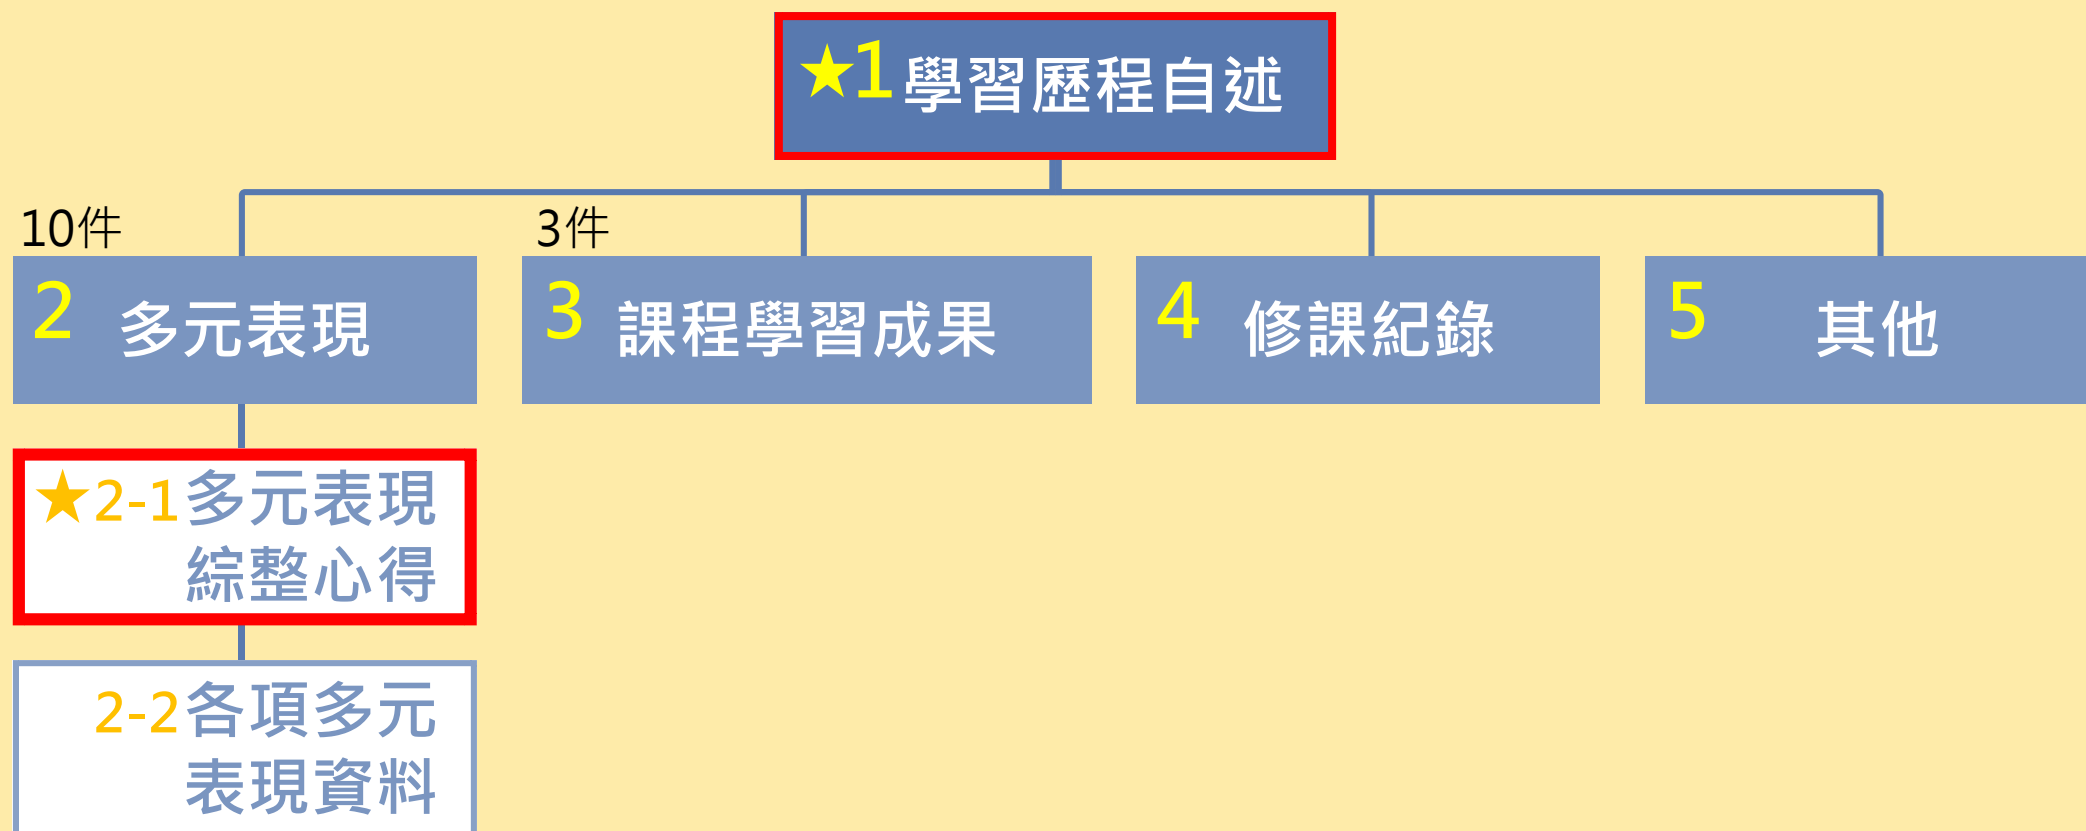 ★1 學習歷程自述
10件
3件
2 多元表現
3 課程學習成果
4 修課紀錄
5 其他
★2-1多元表現
綜整心得
2-2各項多元
表現資料